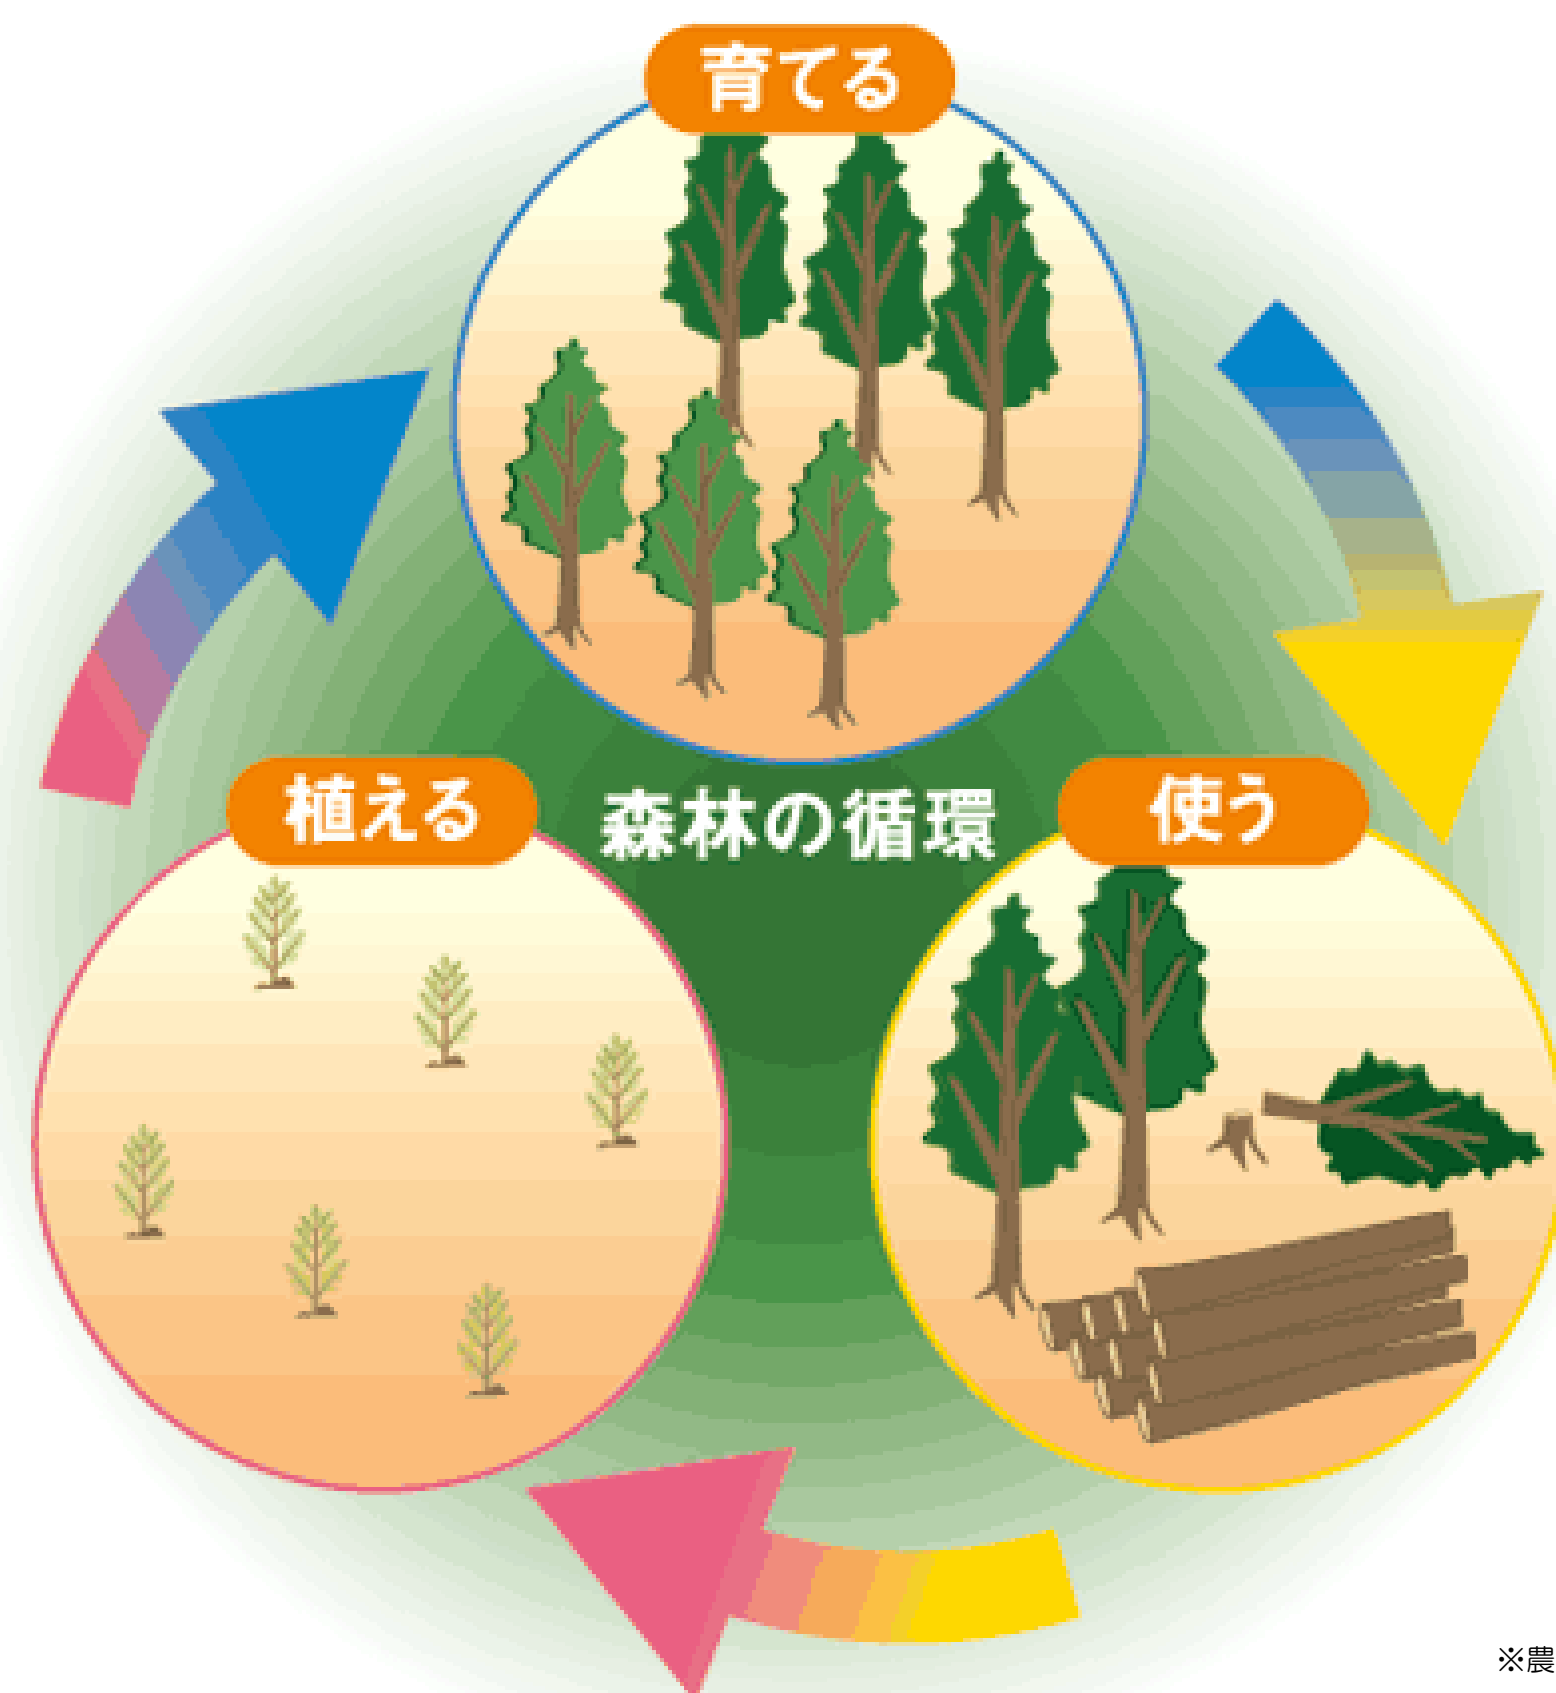 育てる
植える
森林の循環
使う
※農